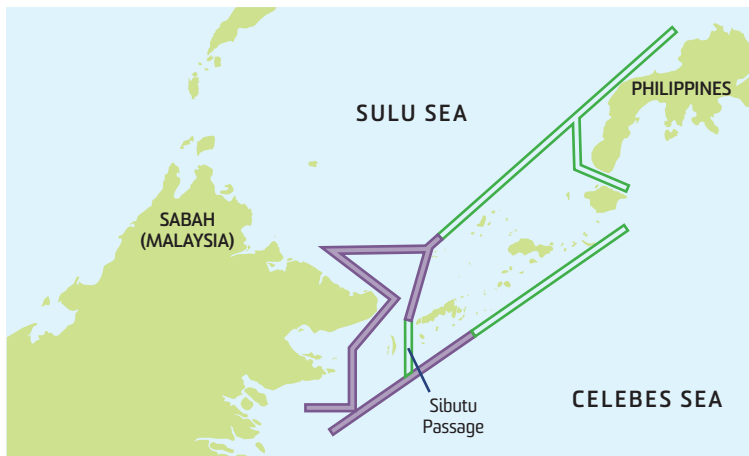 PHILIPPINES
SULU SEA
SABAH
(MALAYSIA)
Sibutu
Passage
CELEBES SEA